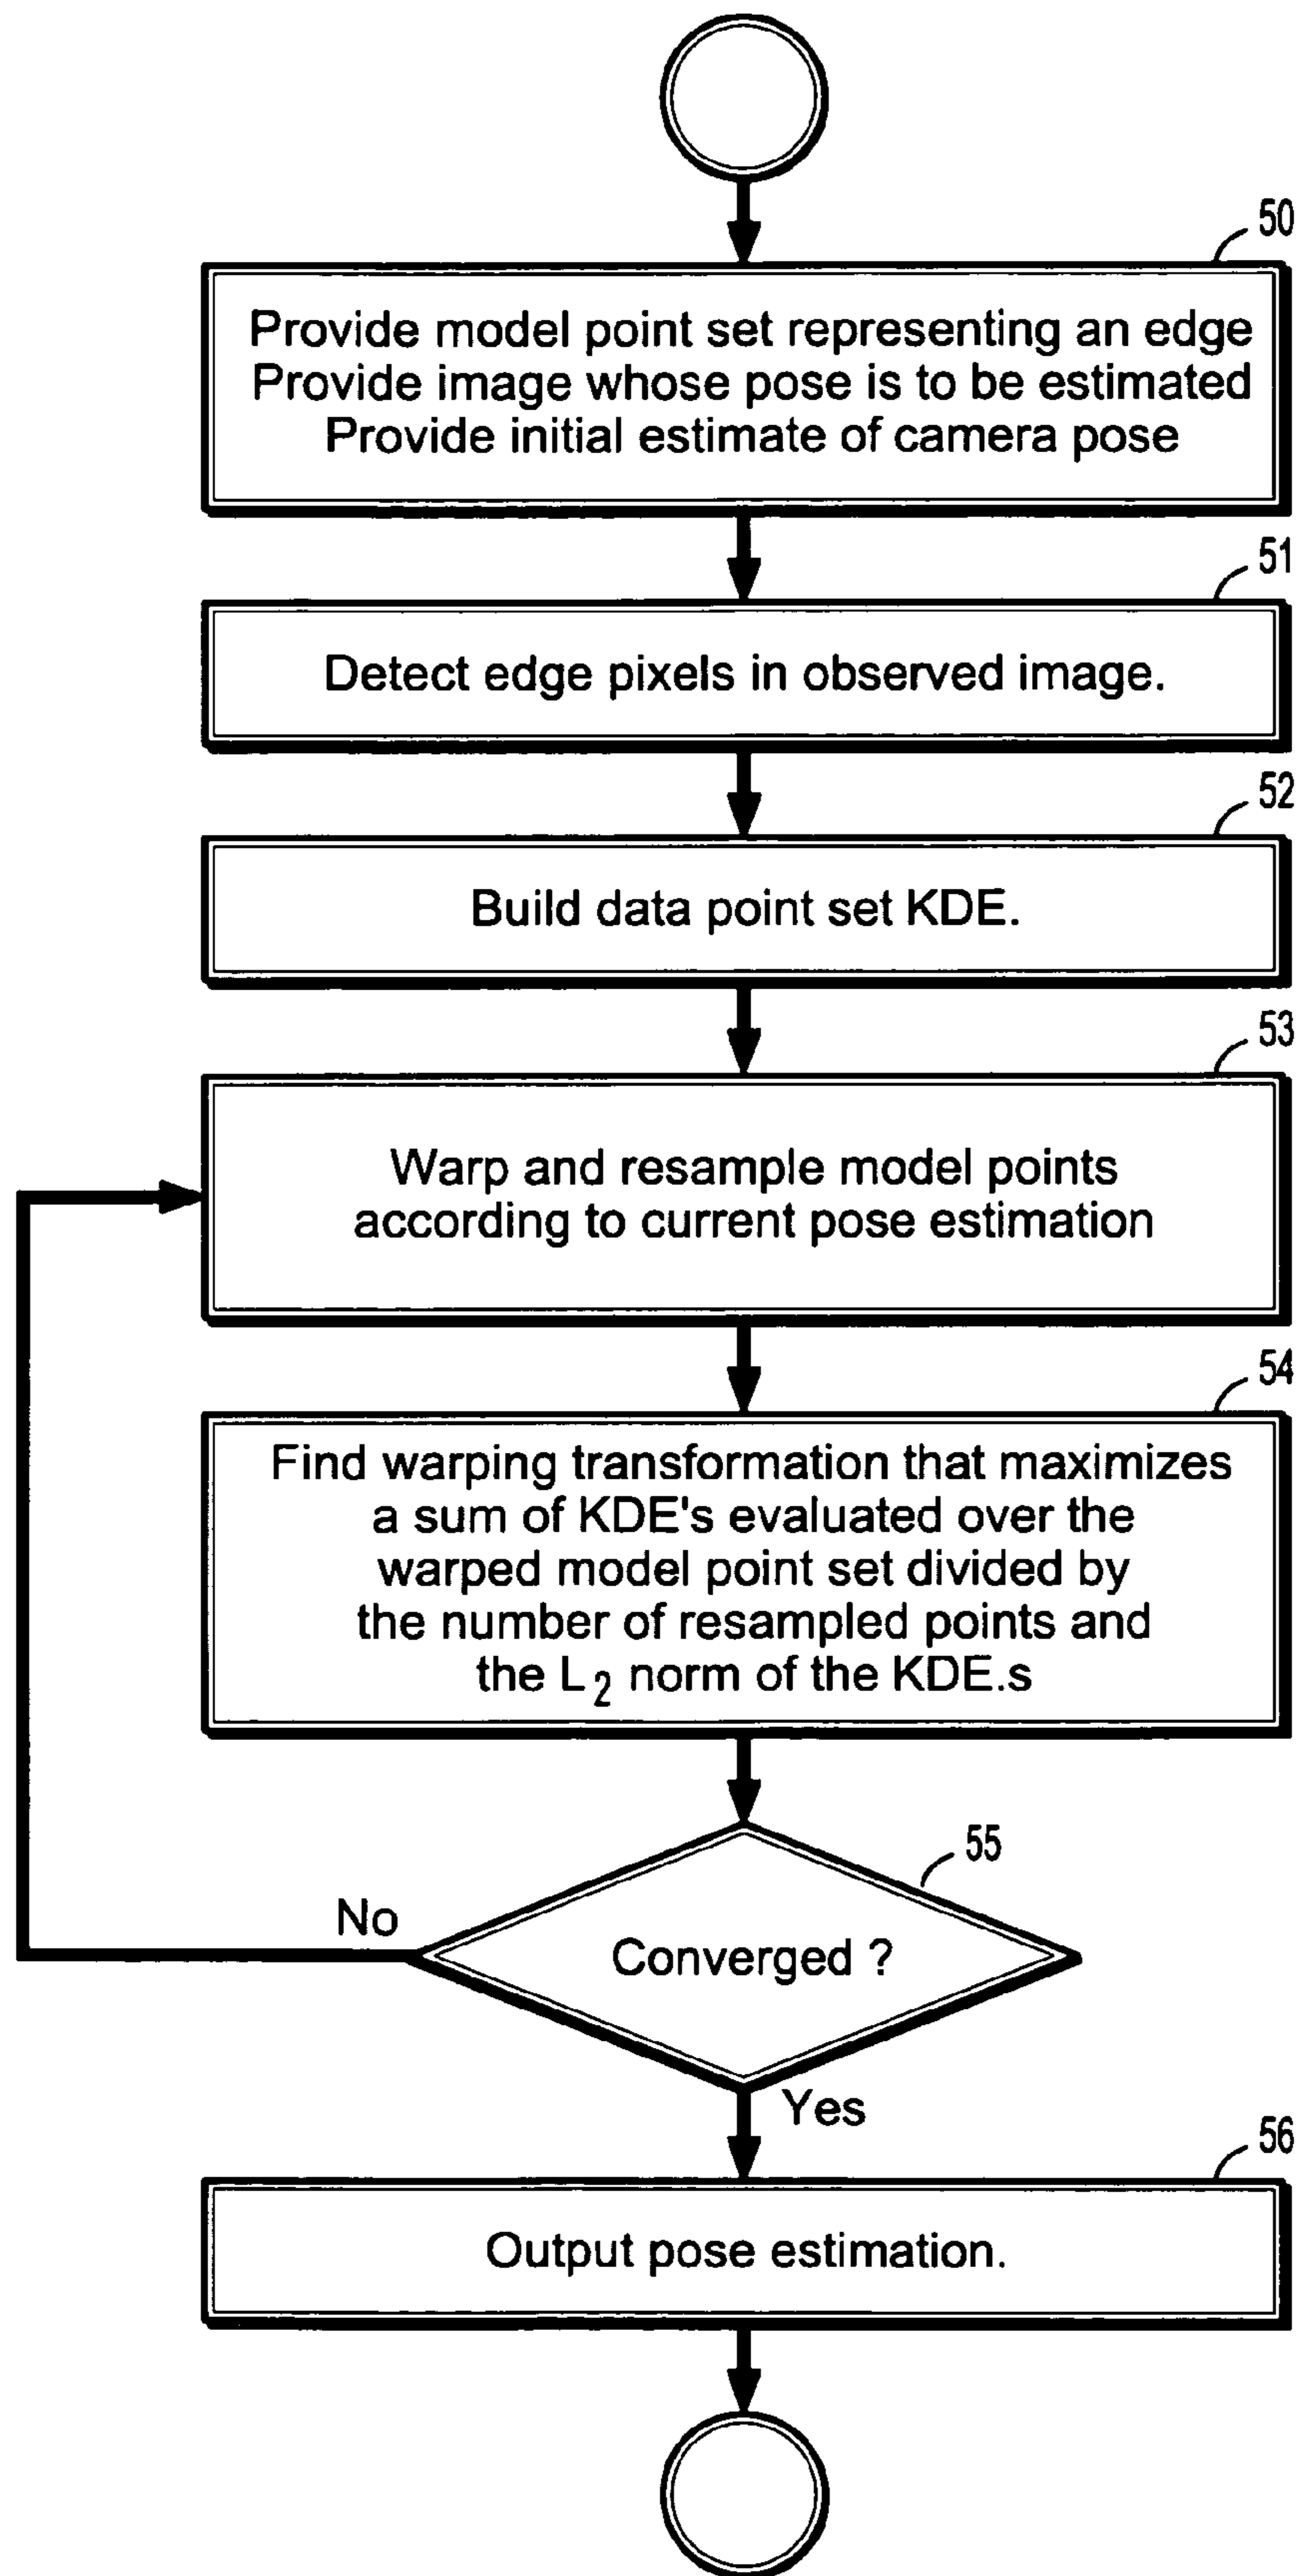 50
Provide model point set representing an edge
Provide image whose pose is to be estimated
Provide initial estimate of camera pose
51
Detect edge pixels in observed image.
52
Build data point set KDE.
53
Warp and resample model points
according to current pose estimation
54
Find warping transformation that maximizes
a sum of KDE's evaluated over the
warped model point set divided by
the number of resampled points and
the L2 norm of the KDE.s
55
No
Converged ?
Yes
56
Output pose estimation.